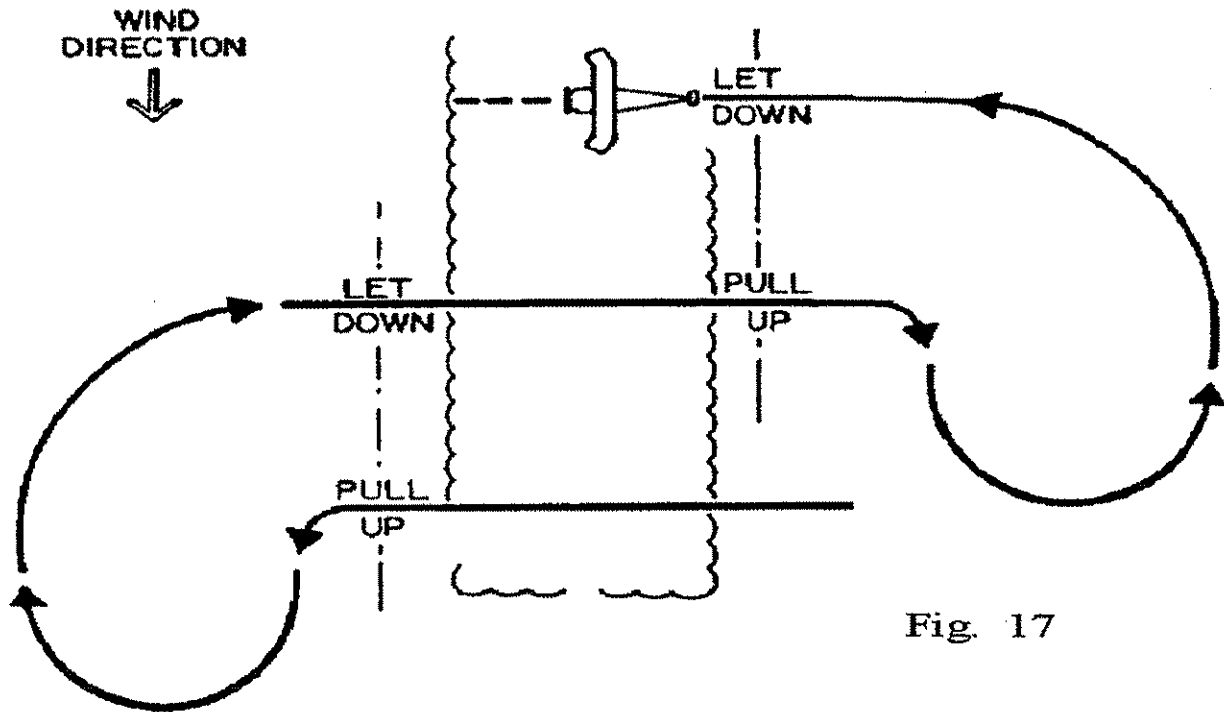 WIND
DIRECTION
LET
DOWN
LET
DOWN
PULL
UP
PULL
UP
Fig. 17